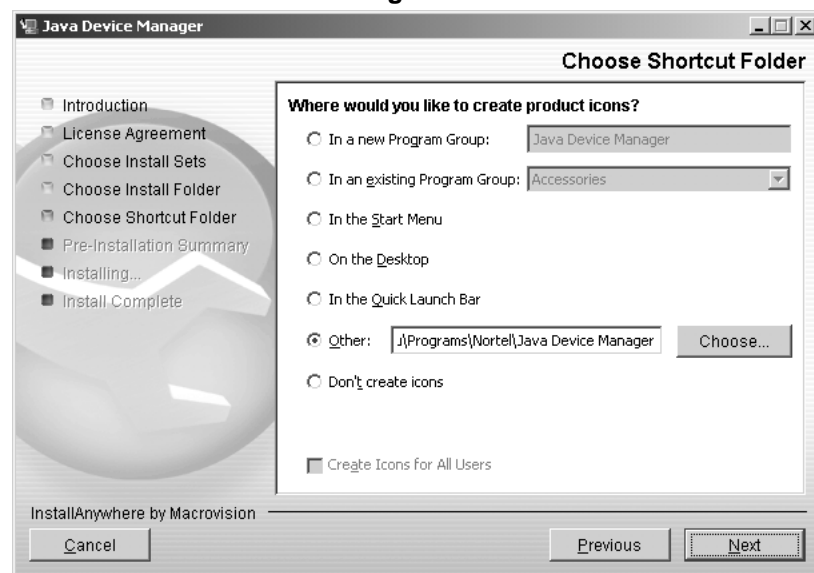 Java Device Manager
Choose Shortcut Folder
Introduction
License Agreement
Choose Install Sets
Choose Install Folder
Choose Shortcut Folder
Pre-Installation Summary
Installing...
Install Complete
Where would you like to create product icons?
In a new Program Group: Java Device Manager
In an existing Program Group: Accessories
In the Start Menu
On the Desktop
In the Quick Launch Bar
Other: \Programs\Nortel\Java Device Manager Choose...
Don't create icons
Create Icons for All Users
InstallAnywhere by Macrovision
Cancel Previous Next